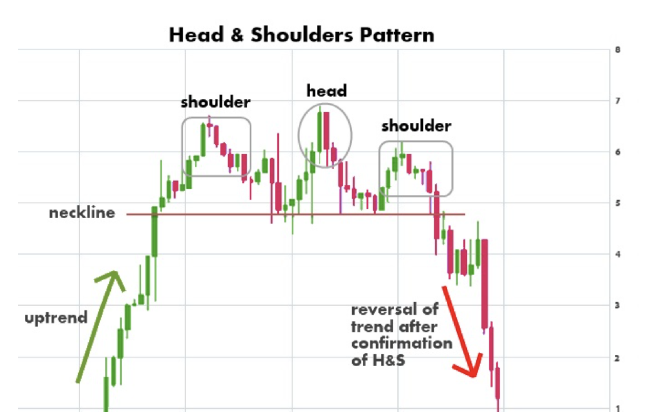 Head & Shoulders Pattern
8
head
7
shoulder
shoulder
6
5
neckline
4
uptrend
3
reversal of
trend after
confirmation
of H&S
2
1